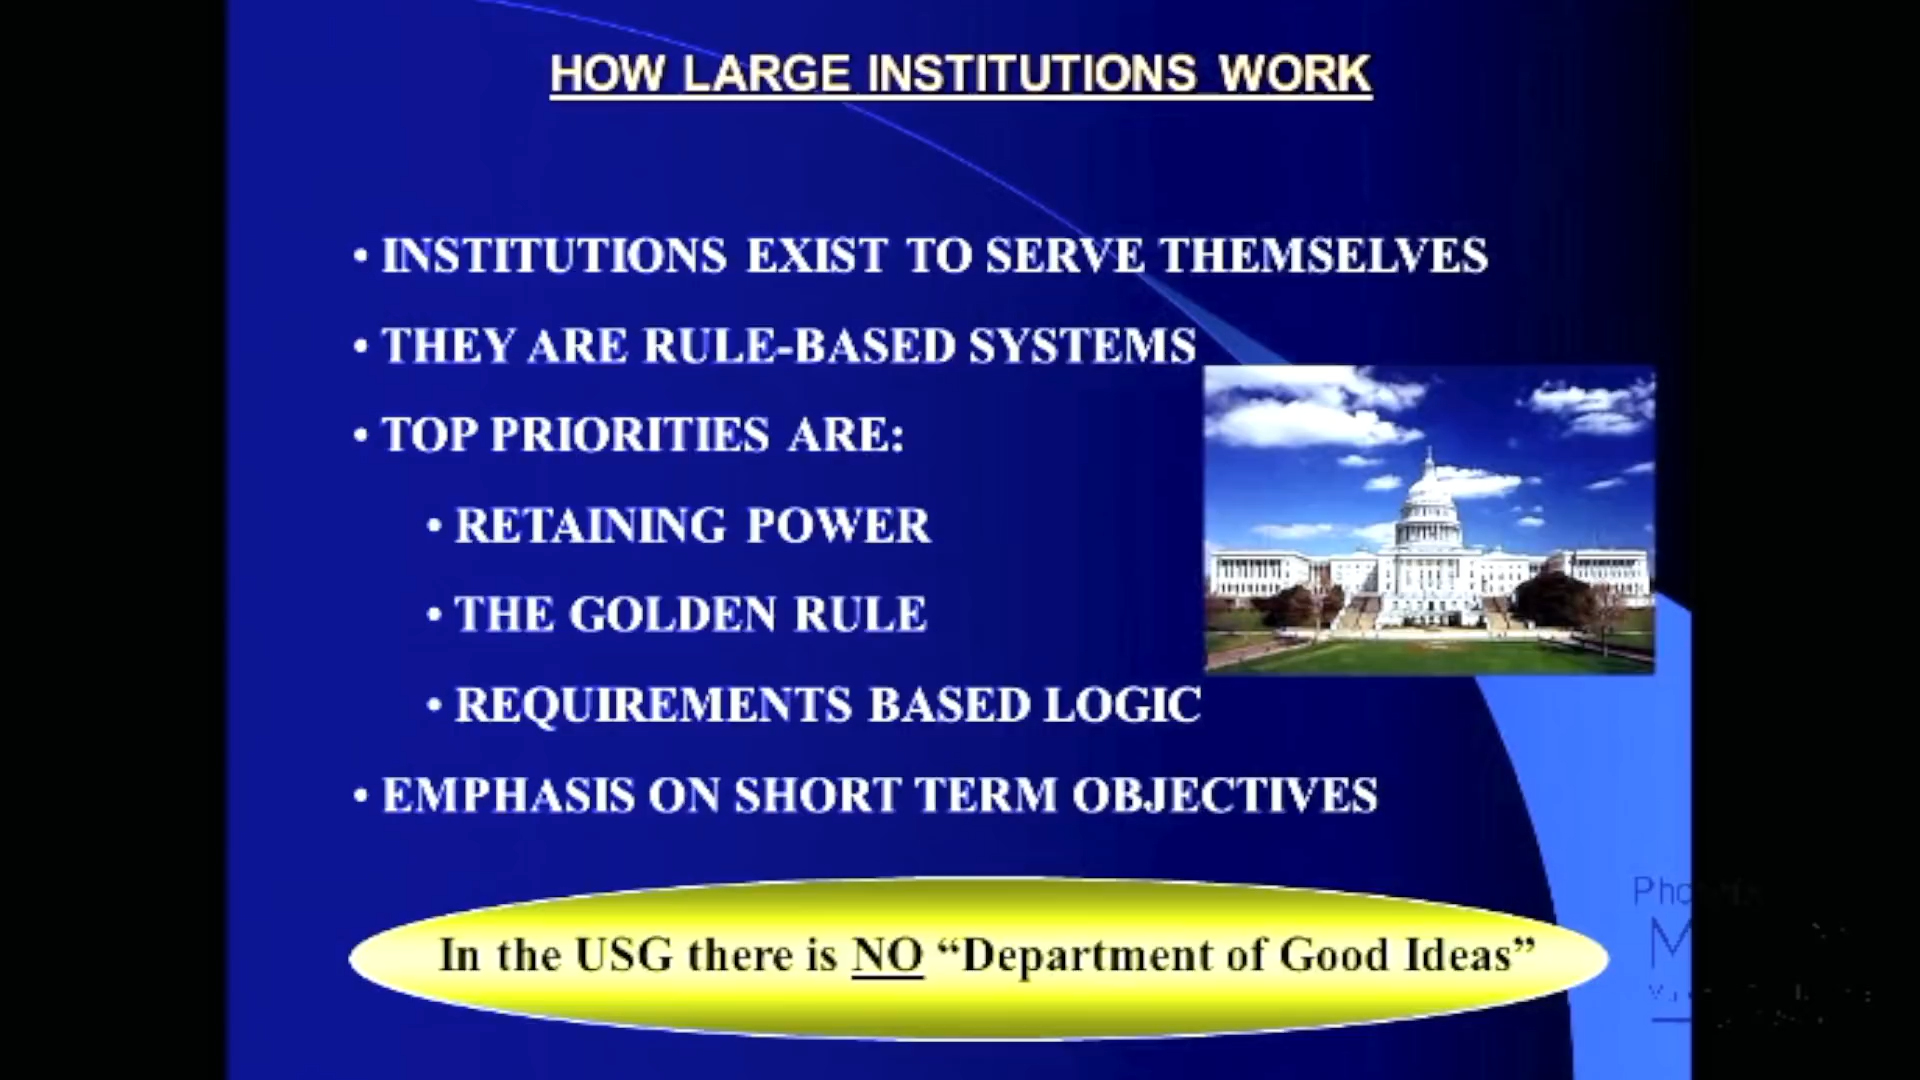 HOW LARGE INSTITUTIONS WORK
• INSTITUTIONS EXIST TO SERVE THEMSELVES
• THEY ARE RULE-BASED SYSTEMS
• TOP PRIORITIES ARE:
• RETAINING POWER
• THE GOLDEN RULE
• REQUIREMENTS BASED LOGIC
• EMPHASIS ON SHORT TERM OBJECTIVES
In the USG there is NO “Department of Good Ideas”